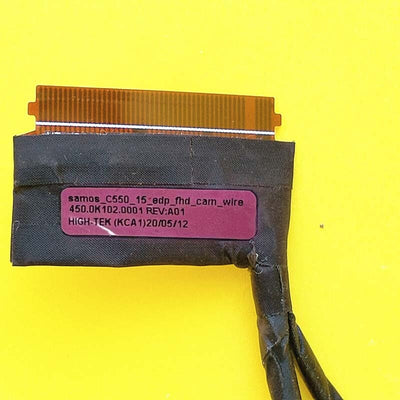 samos_C550_15_edp_fhd_cam_wire
450.0K102.0001 REV:A01
HIGH-TEK (KCA1)20/05/12